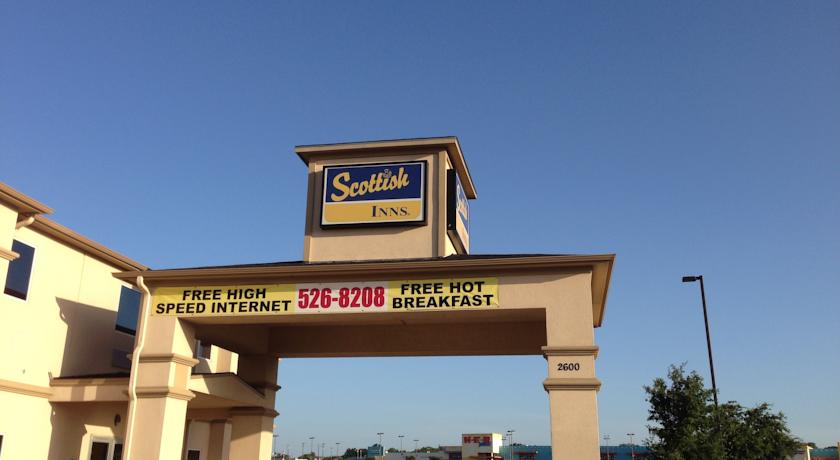 Scottish
INNS
FREE HIGH
SPEED INTERNET
526-8208
FREE HOT
BREAKFAST
2600
H-E-B